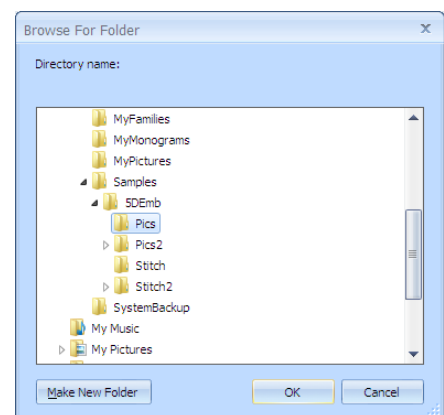 Browse For Folder
Directory name:
MyFamilies
MyMonograms
MyPictures
Samples
5DEmb
Pics
Pics2
Stitch
Stitch2
SystemBackup
My Music
My Pictures
Make New Folder OK Cancel